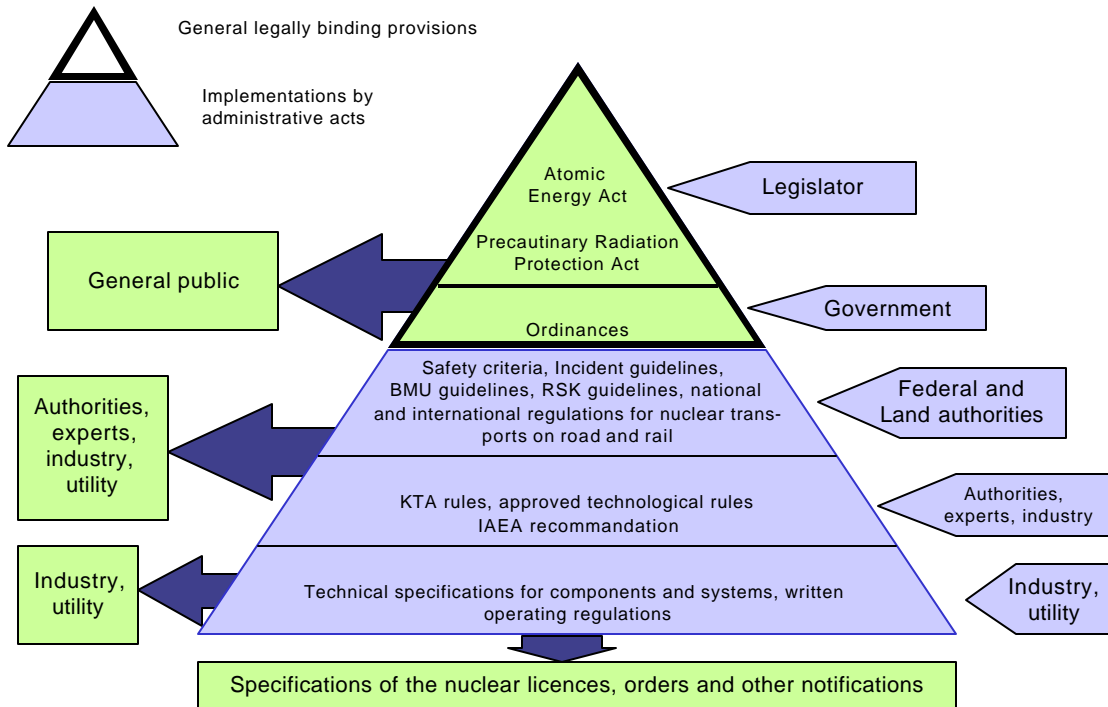 General legally binding provisions
Implementations by
administrative acts
Atomic
Energy Act
Legislator
Precautinary Radiation
Protection Act
General public
Ordinances
Government
Safety criteria, Incident guidelines,
BMU guidelines, RSK guidelines, national
and international regulations for nuclear trans-
ports on road and rail
Federal and
Land authorities
Authorities,
experts,
industry,
utility
KTA rules, approved technological rules
IAEA recommandation
Authorities,
experts, industry
Industry,
utility
Technical specifications for components and systems, written
operating regulations
Industry,
utility
Specifications of the nuclear licences, orders and other notifications